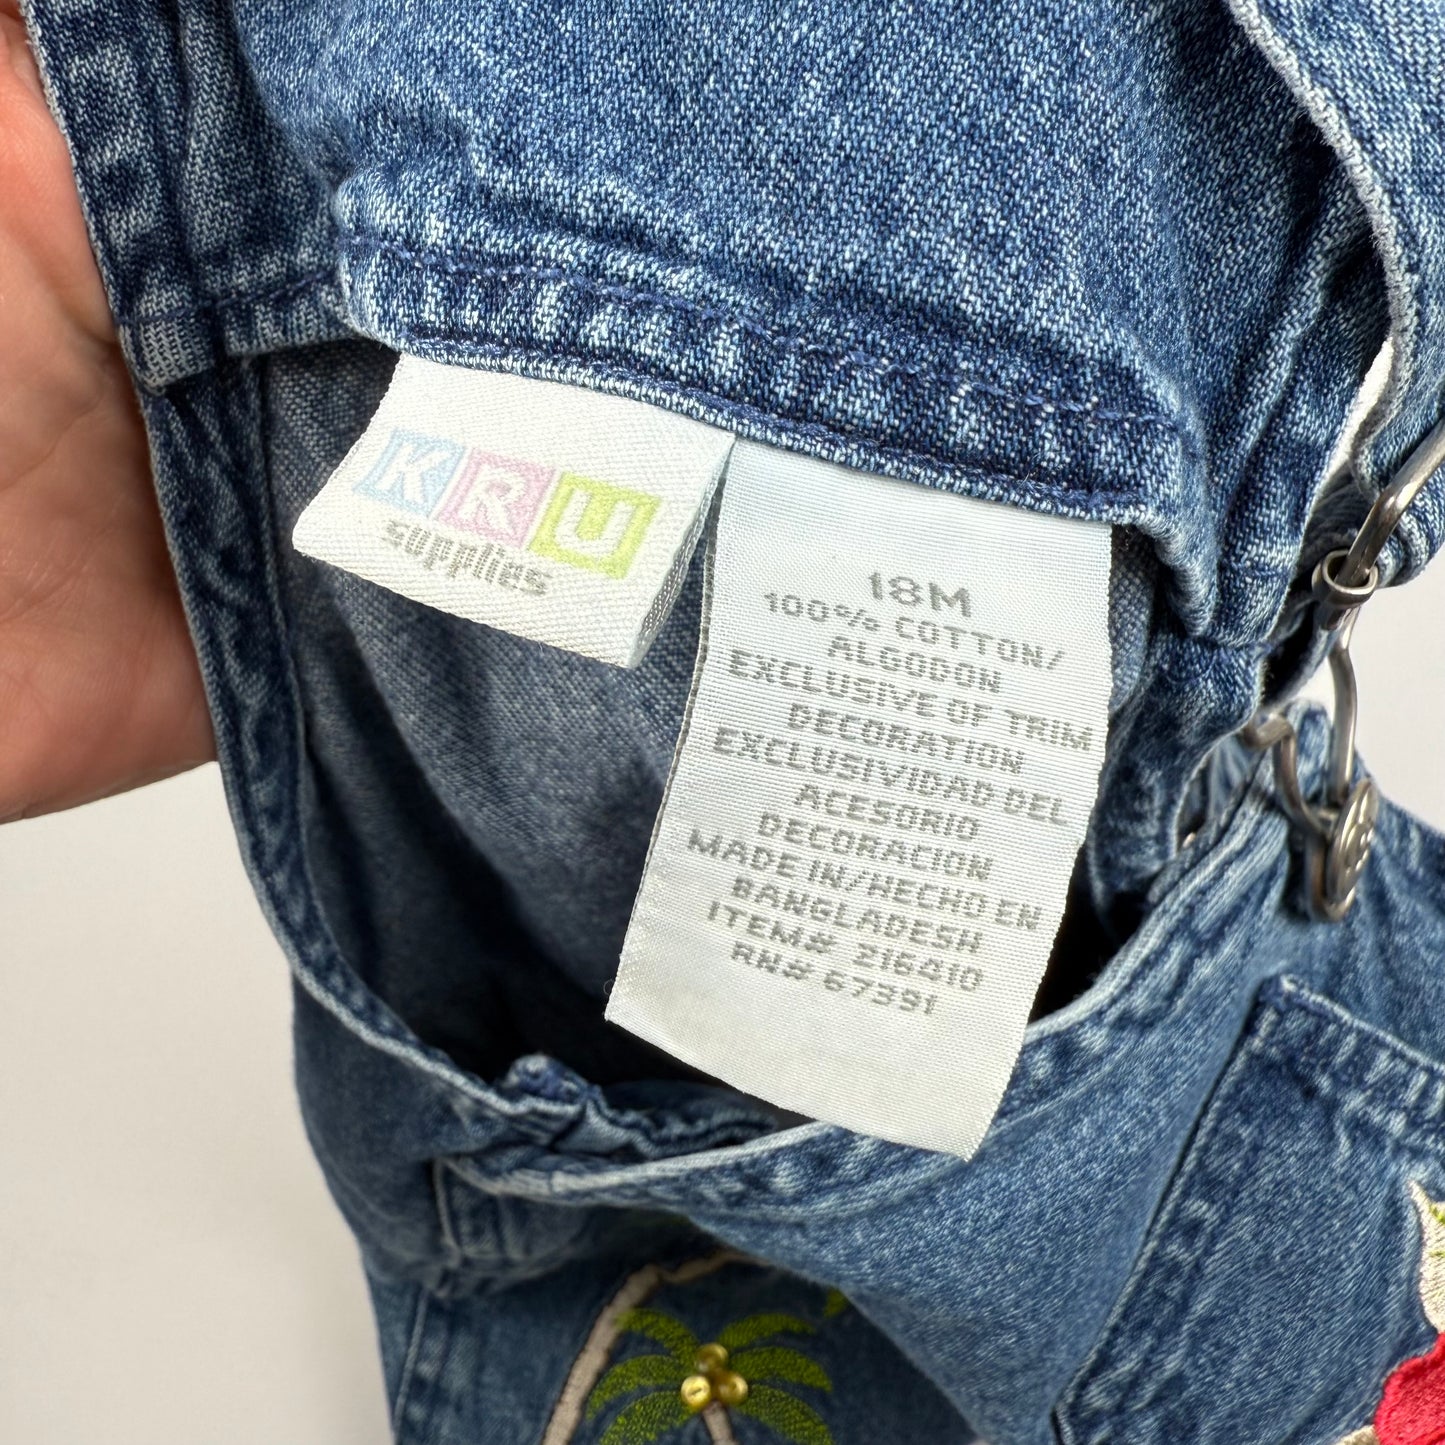 KRU
supplies
18M
100% COTTON/
ALGODON
EXCLUSIVE OF TRIM
DECORATION
EXCLUSIVIDAD DEL
ACESORIO
DECORACION
MADE IN/HECHO EN
BANGLADESH
ITEM# 216410
RN# 67391